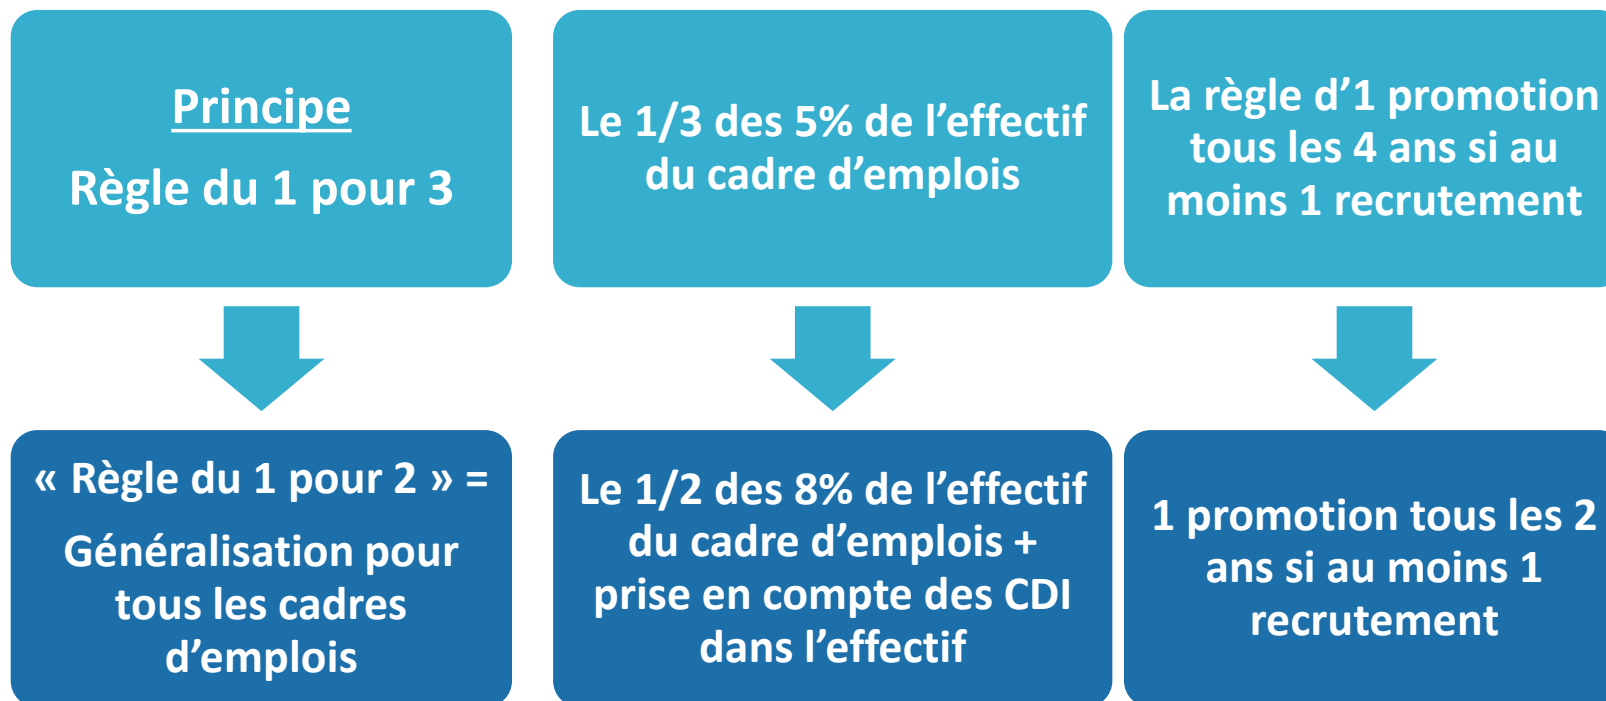 Principe
Règle du 1 pour 3
Le 1/3 des 5% de l’effectif
du cadre d’emplois
La règle d’1 promotion
tous les 4 ans si au
moins 1 recrutement
« Règle du 1 pour 2 » =
Généralisation pour
tous les cadres
d’emplois
Le 1/2 des 8% de l’effectif
du cadre d’emplois +
prise en compte des CDI
dans l’effectif
1 promotion tous les 2
ans si au moins 1
recrutement